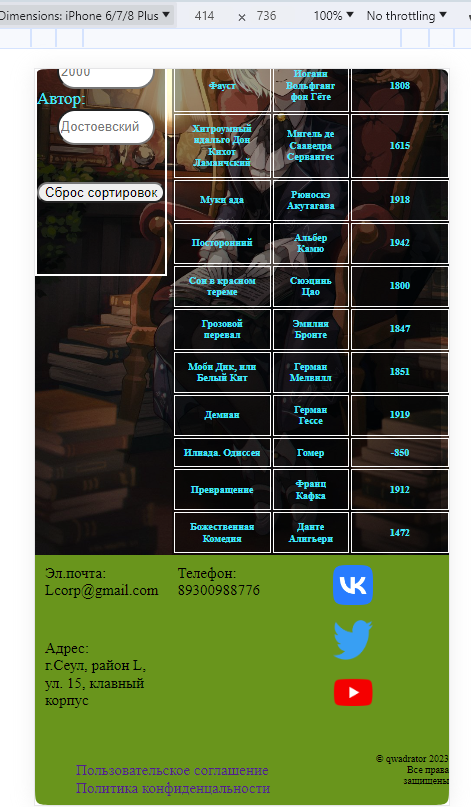 Dimensions: iPhone 6/7/8 Plus ▼ 414 × 736 100% ▼ No throttling ▼
2000
Автор:
Достоевский
Сброс сортировок
Фауст
Иоганн
Вольфганг
фон Гёте
1808
Хитроумный
идальго Дон
Кихот
Ламанчский
Мигель де
Сааведра
Сервантес
1615
Муки ада
Рюноскэ
Акутагава
1918
Посторонний
Альбер
Камю
1942
Сон в красном
тереме
Сюэцинь
Цао
1800
Грозовой
перевал
Эмилия
Бронте
1847
Моби Дик, или
Белый Кит
Герман
Мелвилл
1851
Демиан
Герман
Гессе
1919
Илиада. Одиссея
Гомер
-850
Превращение
Франц
Кафка
1912
Божественная
Комедия
Данте
Алигьери
1472
Эл.почта:
Lcorp@gmail.com
Телефон:
89300988776
Адрес:
г.Сеул, район L,
ул. 15, клавный
корпус
© qwadrator 2023
Все права
защищены
Пользовательское соглашение
Политика конфиденцальности